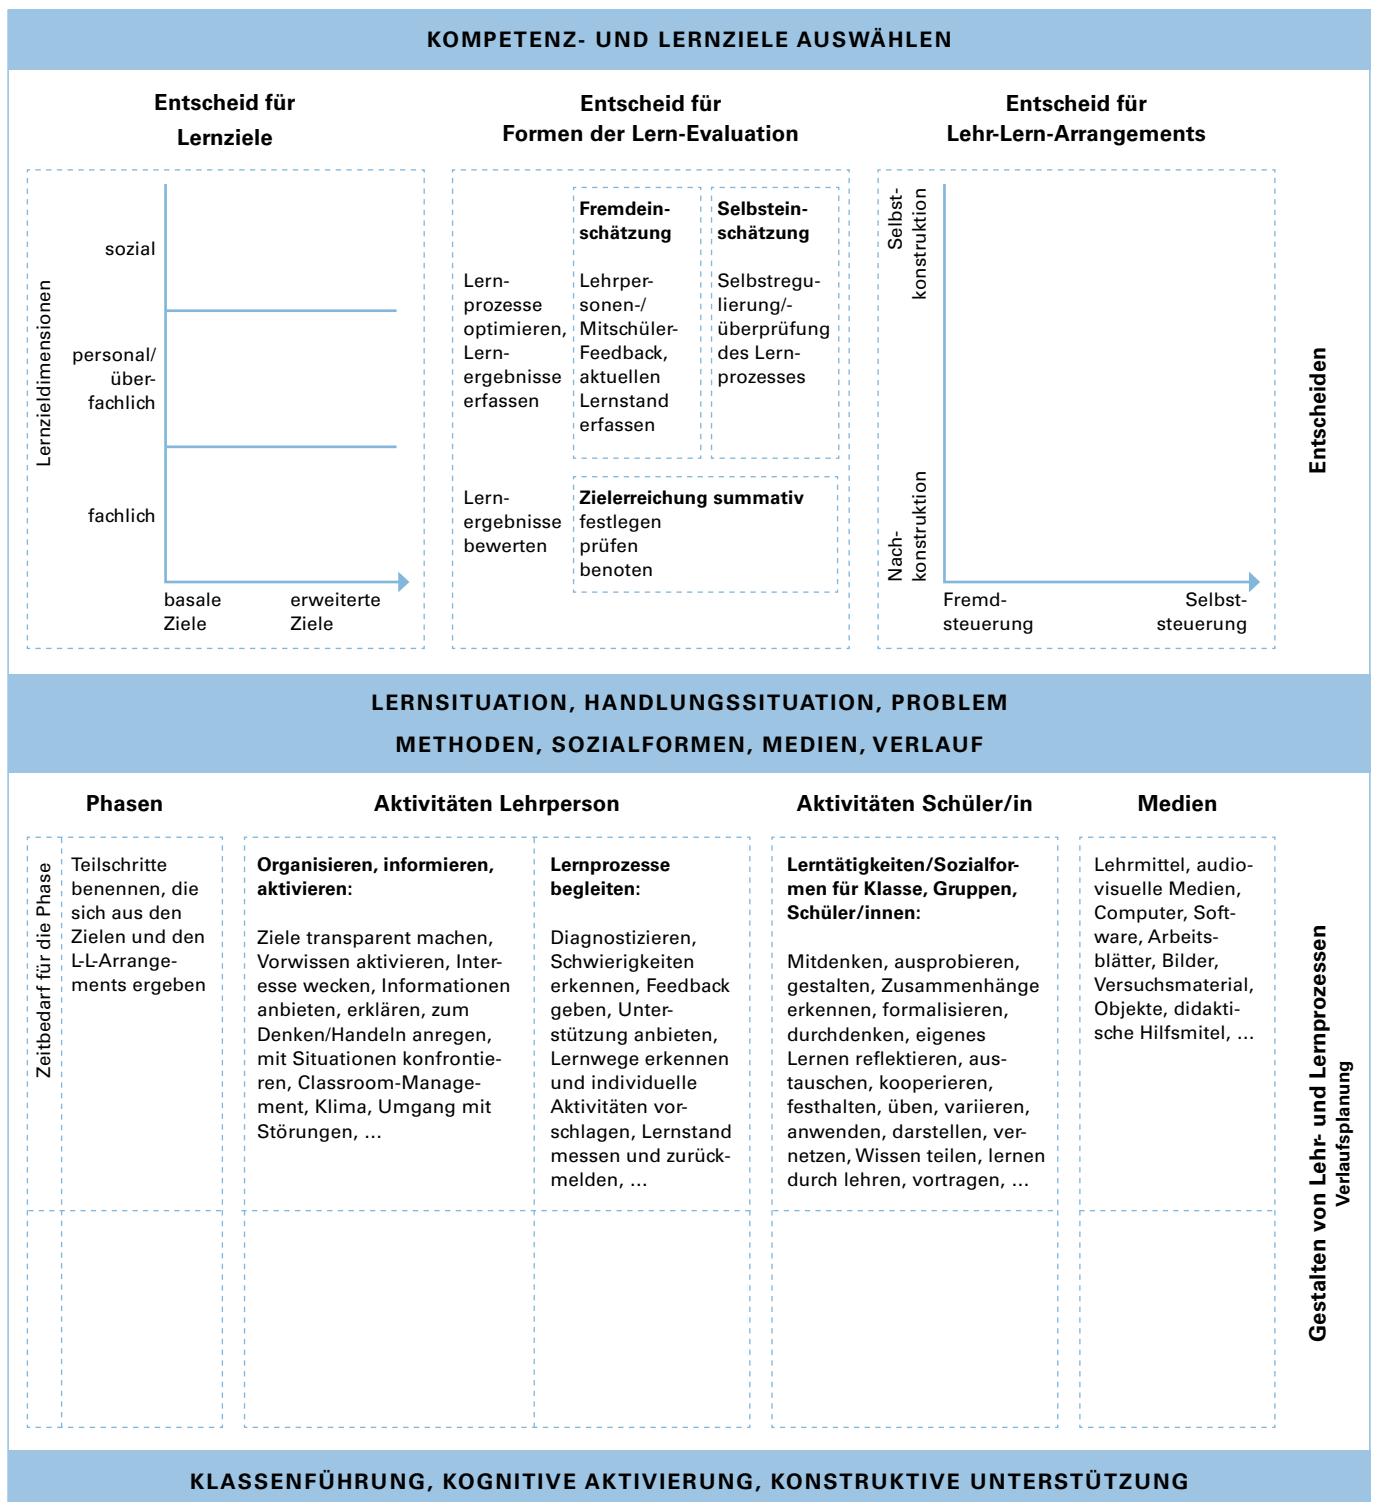 KOMPETENZ- UND LERNZIELE AUSWÄHLEN
Entscheid für
Lernziele
Lernzieldimensionen
sozial
personal/
über-
fachlich
fachlich
basale
Ziele
erweiterte
Ziele
Entscheid für
Formen der Lern-Evaluation
Lern-
prozesse
optimieren,
Lern-
ergebnisse
erfassen
Fremdein-
schätzung
Lehrper-
sonen-/
Mitschüler-
Feedback,
aktuellen
Lernstand
erfassen
Selbstein-
schätzung
Selbstregu-
lierung/-
überprüfung
des Lern-
prozesses
Lern-
ergebnisse
bewerten
Zielerreichung summativ
festlegen
prüfen
benoten
Entscheid für
Lehr-Lern-Arrangements
Selbst-
konstruktion
Nach-
konstruktion
Fremd-
steuerung
Selbst-
steuerung
Entscheiden
LERNSITUATION, HANDLUNGSSITUATION, PROBLEM
METHODEN, SOZIALFORMEN, MEDIEN, VERLAUF
Phasen
Zeitbedarf für die Phase
Teilschritte
benennen, die
sich aus den
Zielen und den
L-L-Arrange-
ments ergeben
Aktivitäten Lehrperson
Organisieren, informieren,
aktivieren:
Ziele transparent machen,
Vorwissen aktivieren, Inter-
esse wecken, Informationen
anbieten, erklären, zum
Denken/Handeln anregen,
mit Situationen konfrontie-
ren, Classroom-Manage-
ment, Klima, Umgang mit
Störungen, …
Lernprozesse
begleiten:
Diagnostizieren,
Schwierigkeiten
erkennen, Feedback
geben, Unter-
stützung anbieten,
Lernwege erkennen
und individuelle
Aktivitäten vor-
schlagen, Lernstand
messen und zurück-
melden, …
Aktivitäten Schüler/in
Lerntätigkeiten/Sozialfor-
men für Klasse, Gruppen,
Schüler/innen:
Mitdenken, ausprobieren,
gestalten, Zusammenhänge
erkennen, formalisieren,
durchdenken, eigenes
Lernen reflektieren, aus-
tauschen, kooperieren,
festhalten, üben, variieren,
anwenden, darstellen, ver-
netzen, Wissen teilen, lernen
durch lehren, vortragen, …
Medien
Lehrmittel, audio-
visuelle Medien,
Computer, Soft-
ware, Arbeits-
blätter, Bilder,
Versuchsmaterial,
Objekte, didakti-
sche Hilfsmitel, …
Gestalten von Lehr- und Lernprozessen
Verlaufsplanung
KLASSENFÜHRUNG, KOGNITIVE AKTIVIERUNG, KONSTRUKTIVE UNTERSTÜTZUNG